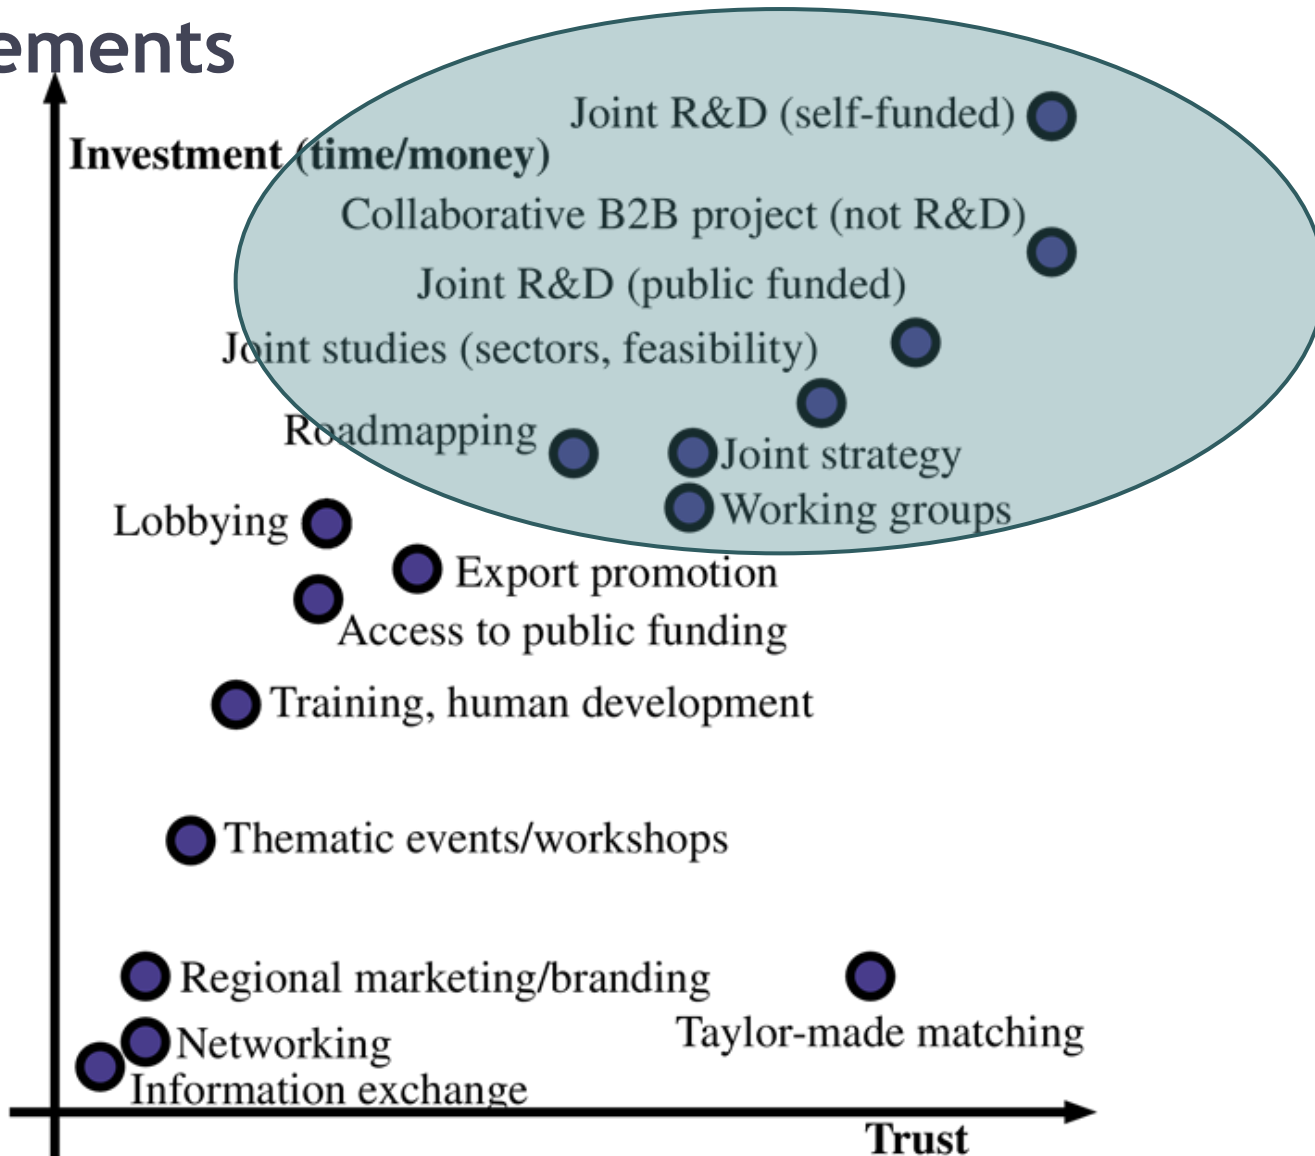 ements
Joint R&D (self-funded)
Investment (time/money)
Collaborative B2B project (not R&D)
Joint R&D (public funded)
Joint studies (sectors, feasibility)
Roadmapping
Joint strategy
Working groups
Lobbying
Export promotion
Access to public funding
Training, human development
Thematic events/workshops
Regional marketing/branding
Taylor-made matching
Networking
Information exchange
Trust